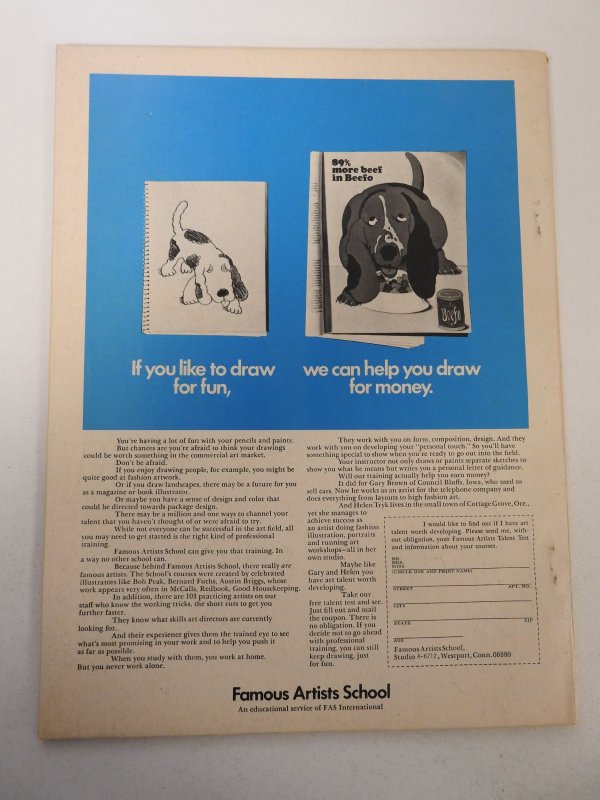 89%
more beef
in Beefo
Beefo
If you like to draw
for fun,
we can help you draw
for money.
You're having a lot of fun with your pencils and paints.
But chances are you're afraid to think your drawings
could be worth something in the commercial art market.
Don't be afraid.
If you enjoy drawing people, for example, you might be
quite good at fashion artwork.
Or if you draw landscapes, there may be a future for you
as a magazine or book illustrator.
Or maybe you have a sense of design and color that
could be directed towards package design.
There may be a million and one ways to channel your
talent that you haven't thought of or were afraid to try.
While not everyone can be successful in the art field, all
you may need to get started is the right kind of professional
training.
Famous Artists School can give you that training. In
a way no other school can.
Because behind Famous Artists School, there really are
famous artists. The School's courses were created by celebrated
illustrators like Bob Peak, Bernard Fuchs, Austin Briggs, whose
work appears very often in McCalls, Redbook, Good Housekeeping.
In addition, there are 103 practicing artists on our
staff who know the working tricks, the short cuts to get you
further faster.
They know what skills art directors are currently
looking for.
And their experience gives them the trained eye to see
what's most promising in your work and to help you push it
as far as possible.
When you study with them, you work at home.
But you never work alone.
They work with you on form, composition, design. And they
work with you on developing your "personal touch." So you'll have
something special to show when you're ready to go out into the field.
Your instructor not only draws or paints separate sketches to
show you what he means but writes you a personal letter of guidance.
Will our training actually help you earn money?
It did for Gary Brown of Council Bluffs, Iowa, who used to
sell cars. Now he works as an artist for the telephone company and
does everything from layouts to high fashion art.
And Helen Tryk lives in the small town of Cottage Grove, Ore.,
yet she manages to
achieve success as
an artist doing fashion
illustration, portraits
and running art
workshops—all in her
own studio.
Maybe like
Gary and Helen you
have art talent worth
developing.
Take our
free talent test and see.
Just fill out and mail
the coupon. There is
no obligation. If you
decide not to go ahead
with professional
training, you can still
keep drawing, just
for fun.
I would like to find out if I have art
talent worth developing. Please send me, with-
out obligation, your Famous Artists Talent Test
and information about your courses.
MR.
MRS.
MISS
(CIRCLE ONE AND PRINT NAME)
STREET APT. NO.
CITY
STATE ZIP
AGE
Famous Artists School,
Studio A-6712, Westport, Conn. 06880
Famous Artists School
An educational service of FAS International